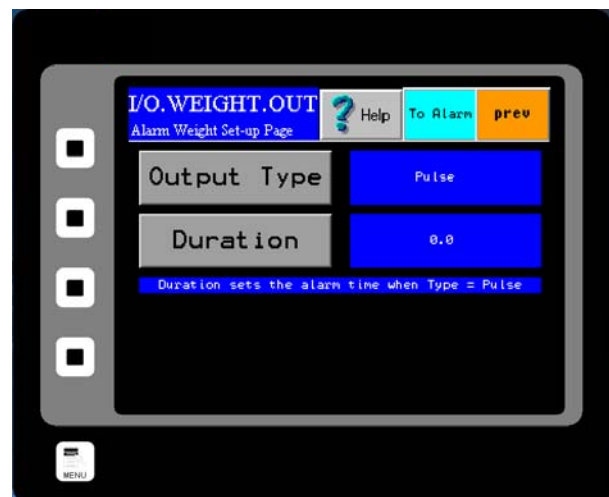 I/O.WEIGHT.OUT
Alarm Weight Set-up Page
? Help
To Alarm
prev
Output Type
Pulse
Duration
0.0
Duration sets the alarm time when Type = Pulse
MENU